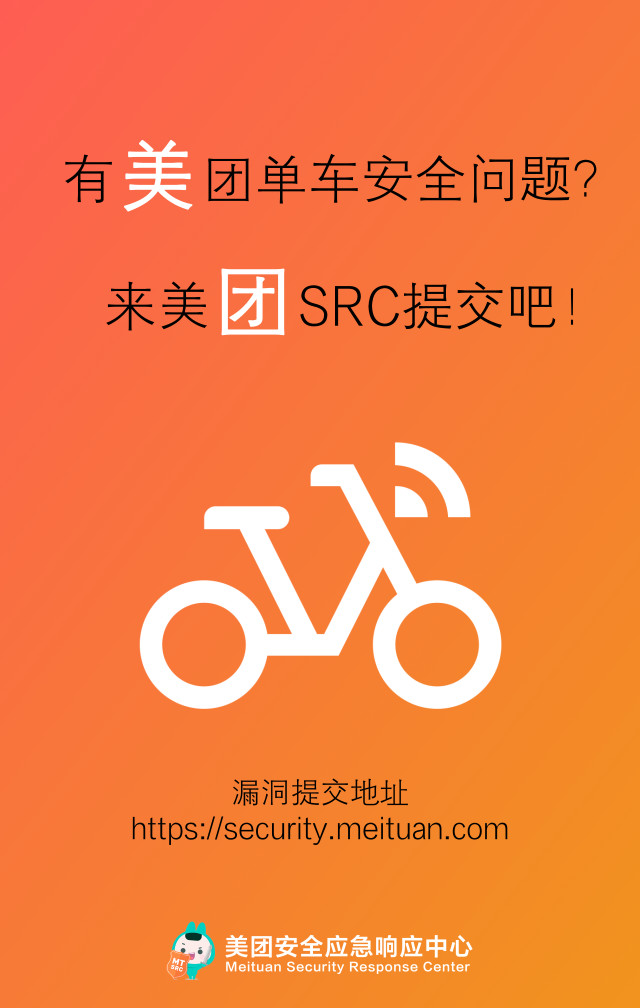 有美团单车安全问题?
来美团SRC提交吧!
漏洞提交地址
https://security.meituan.com
MT
SRC
美团安全应急响应中心
Meituan Security Response Center